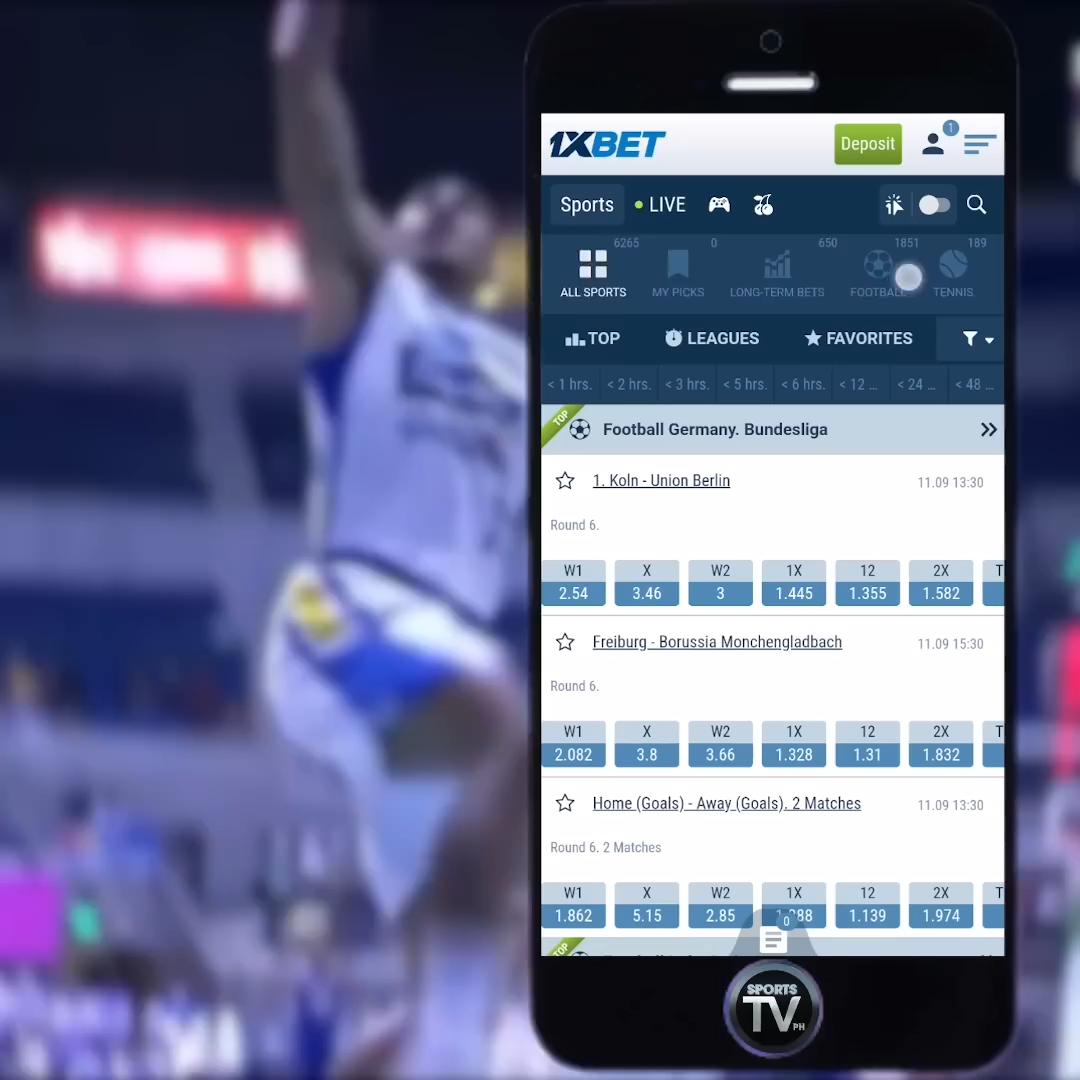 1XBET Deposit 1
Sports LIVE
6265 0 650 1851 189
ALL SPORTS MY PICKS LONG-TERM BETS FOOTBALL TENNIS
TOP LEAGUES FAVORITES
< 1 hrs. < 2 hrs. < 3 hrs. < 5 hrs. < 6 hrs. < 12 ... < 24 ... < 48 ...
TOP Football Germany. Bundesliga
1. Koln - Union Berlin 11.09 13:30
Round 6.
W1 X W2 1X 12 2X T
2.54 3.46 3 1.445 1.355 1.582
Freiburg - Borussia Monchengladbach 11.09 15:30
Round 6.
W1 X W2 1X 12 2X T
2.082 3.8 3.66 1.328 1.31 1.832
Home (Goals) - Away (Goals). 2 Matches 11.09 13:30
Round 6. 2 Matches
W1 X W2 1X 12 2X T
1.862 5.15 2.85 1.139 1.974
0
TOP
SPORTS
TV PH